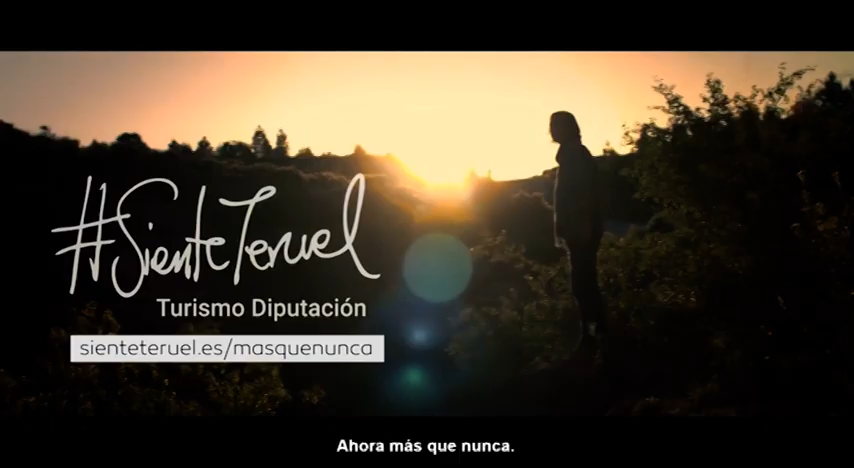 #SienteTeruel
Turismo Diputación
sienteteruel.es/masquenunca
Ahora más que nunca.